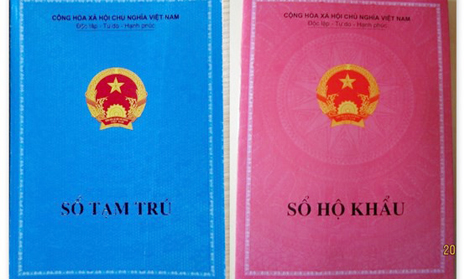 CỘNG HÒA XÃ HỘI CHỦ NGHĨA VIỆT NAM
Độc lập - Tự do - Hạnh phúc
SỔ TẠM TRÚ
CỘNG HÒA XÃ HỘI CHỦ NGHĨA VIỆT NAM
Độc lập - Tự do - Hạnh phúc
SỔ HỘ KHẨU
20